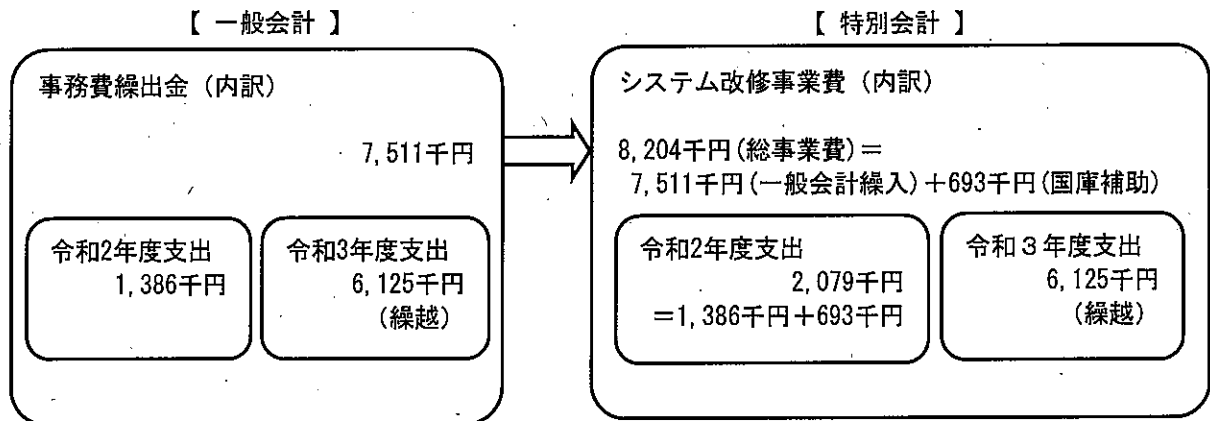 【 一般会計 】
事務費繰出金（内訳）
7,511千円
令和2年度支出
1,386千円
令和3年度支出
6,125千円
(繰越)
【 特別会計 】
システム改修事業費（内訳）
8,204千円(総事業費)＝
7,511千円(一般会計繰入)＋693千円(国庫補助)
令和2年度支出
2,079千円
＝1,386千円＋693千円
令和３年度支出
6,125千円
(繰越)